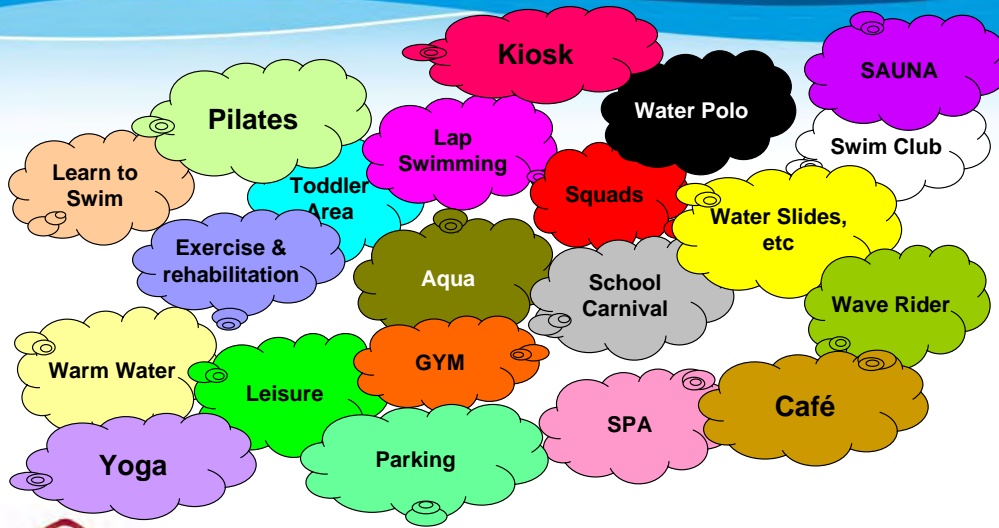 Kiosk
SAUNA
Pilates
Water Polo
Lap
Swimming
Swim Club
Learn to
Swim
Toddler
Area
Squads
Water Slides,
etc
Exercise &
rehabilitation
Aqua
School
Carnival
Wave Rider
Warm Water
GYM
Leisure
SPA
Café
Yoga
Parking